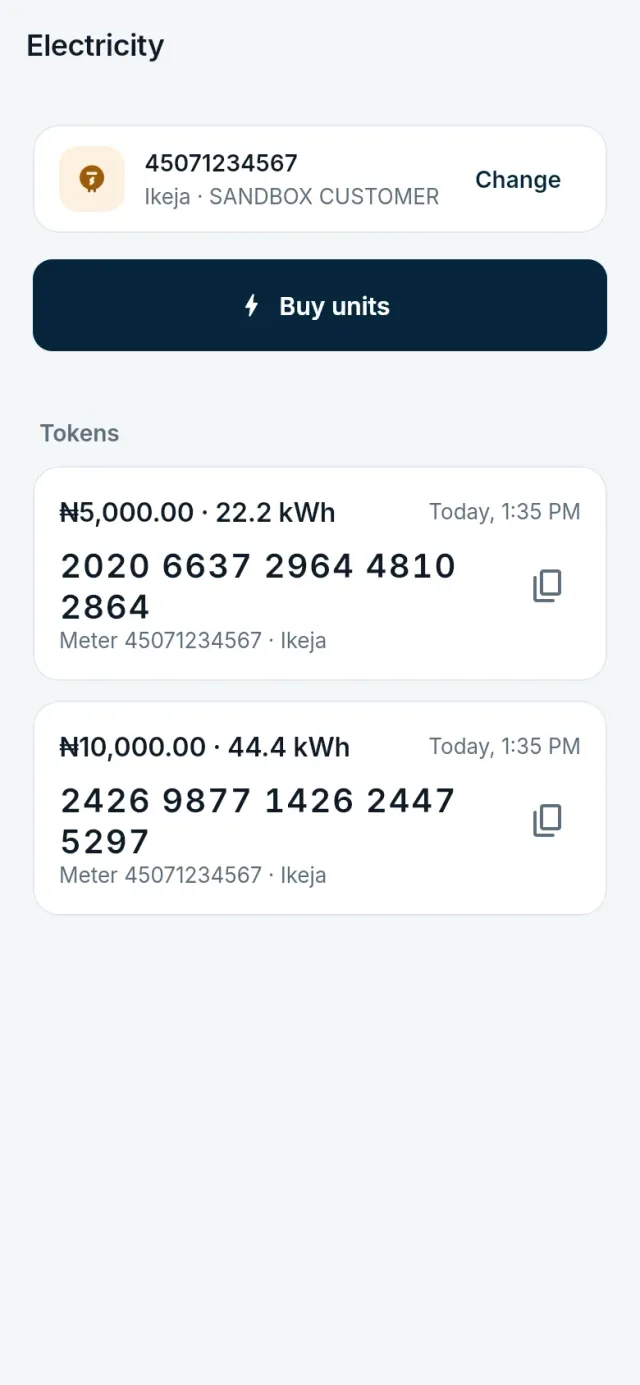 Electricity
45071234567
Ikeja · SANDBOX CUSTOMER
Change
Buy units
Tokens
₦5,000.00 · 22.2 kWh
Today, 1:35 PM
2020 6637 2964 4810
2864
Meter 45071234567 · Ikeja
₦10,000.00 · 44.4 kWh
Today, 1:35 PM
2426 9877 1426 2447
5297
Meter 45071234567 · Ikeja